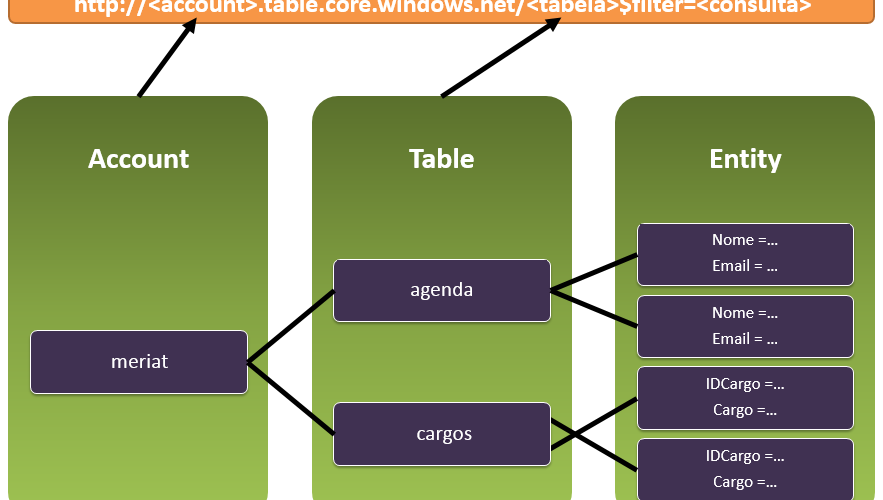 http://<account>.table.core.windows.net/<tabela>$filter=<consulta>
Account
Table
Entity
meriat
agenda
cargos
Nome =...
Email = ...
Nome =...
Email = ...
IDCargo =...
Cargo =...
IDCargo =...
Cargo =...